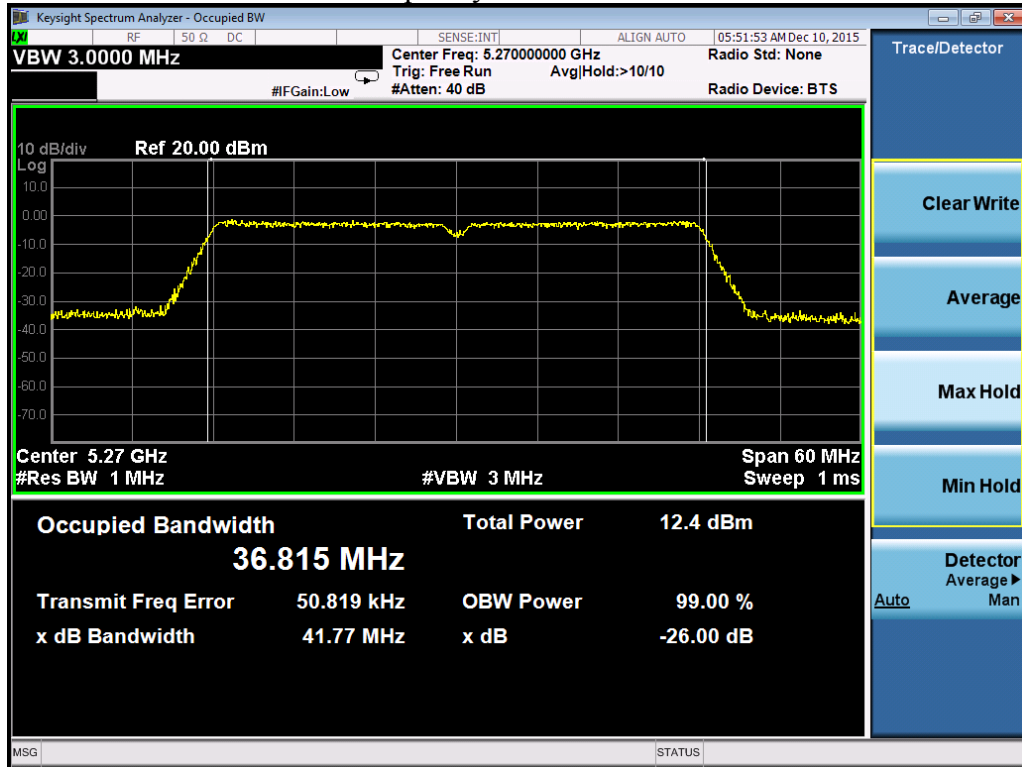 Keysight Spectrum Analyzer - Occupied BW
LXI RF 50 Ω DC SENSE:INT ALIGN AUTO 05:51:53 AM Dec 10, 2015
VBW 3.0000 MHz
Center Freq: 5.270000000 GHz
Radio Std: None
Trig: Free Run Avg|Hold:>10/10
#IFGain:Low
#Atten: 40 dB
Radio Device: BTS
10 dB/div Ref 20.00 dBm
Log
10.0
0.00
-10.0
-20.0
-30.0
-40.0
-50.0
-60.0
-70.0
Center 5.27 GHz Span 60 MHz
#Res BW 1 MHz #VBW 3 MHz Sweep 1 ms
Occupied Bandwidth
36.815 MHz
Total Power 12.4 dBm
Transmit Freq Error 50.819 kHz OBW Power 99.00 %
x dB Bandwidth 41.77 MHz x dB -26.00 dB
MSG STATUS
Trace/Detector
Clear Write
Average
Max Hold
Min Hold
Detector
Average
Auto Man